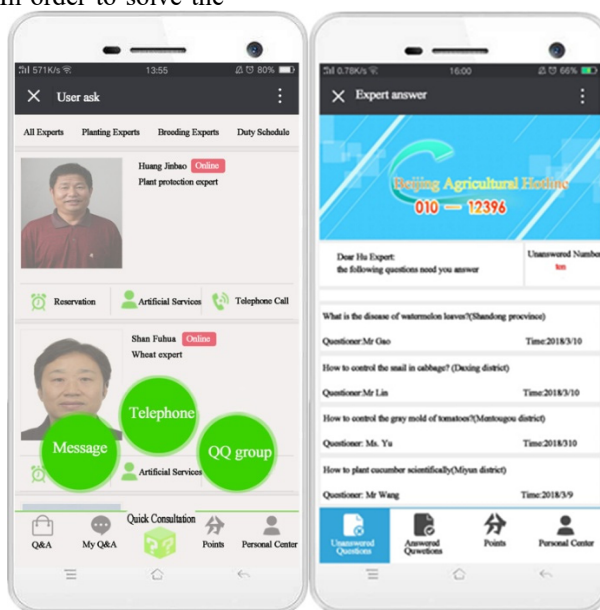 In order to solve the
571K/s 13:55 80%
User ask
All Experts Planting Experts Breeding Experts Duty Schedule
Huang Jinbao Online
Plant protection expert
Reservation Artificial Services Telephone Call
Shan Fuhua Online
Wheat expert
Telephone
Message
QQ group
Artificial Services
Quick Consultation
Q&A My Q&A Points Personal Center
0.78K/s 16:00 66%
Expert answer
Beijing Agricultural Hotline
010 — 12396
Dear Hu Expert:
the following questions need you answer
Unanswered Number
ten
What is the disease of watermelon leaves?(Shandong procvince)
Questioner:Mr Gao Time:2018/3/10
How to control the snail in cabbage? (Daxing district)
Questioner:Mr Lin Time:2018/3/10
How to control the gray mold of tomatoes?(Mentougou district)
Questioner: Ms. Yu Time:2018/310
How to plant cucumber scientifically(Miyun district)
Questioner: Mr Wang Time:2018/3/9
Unanswered
Questions
Answered
Quwetions
Points
Personal Center